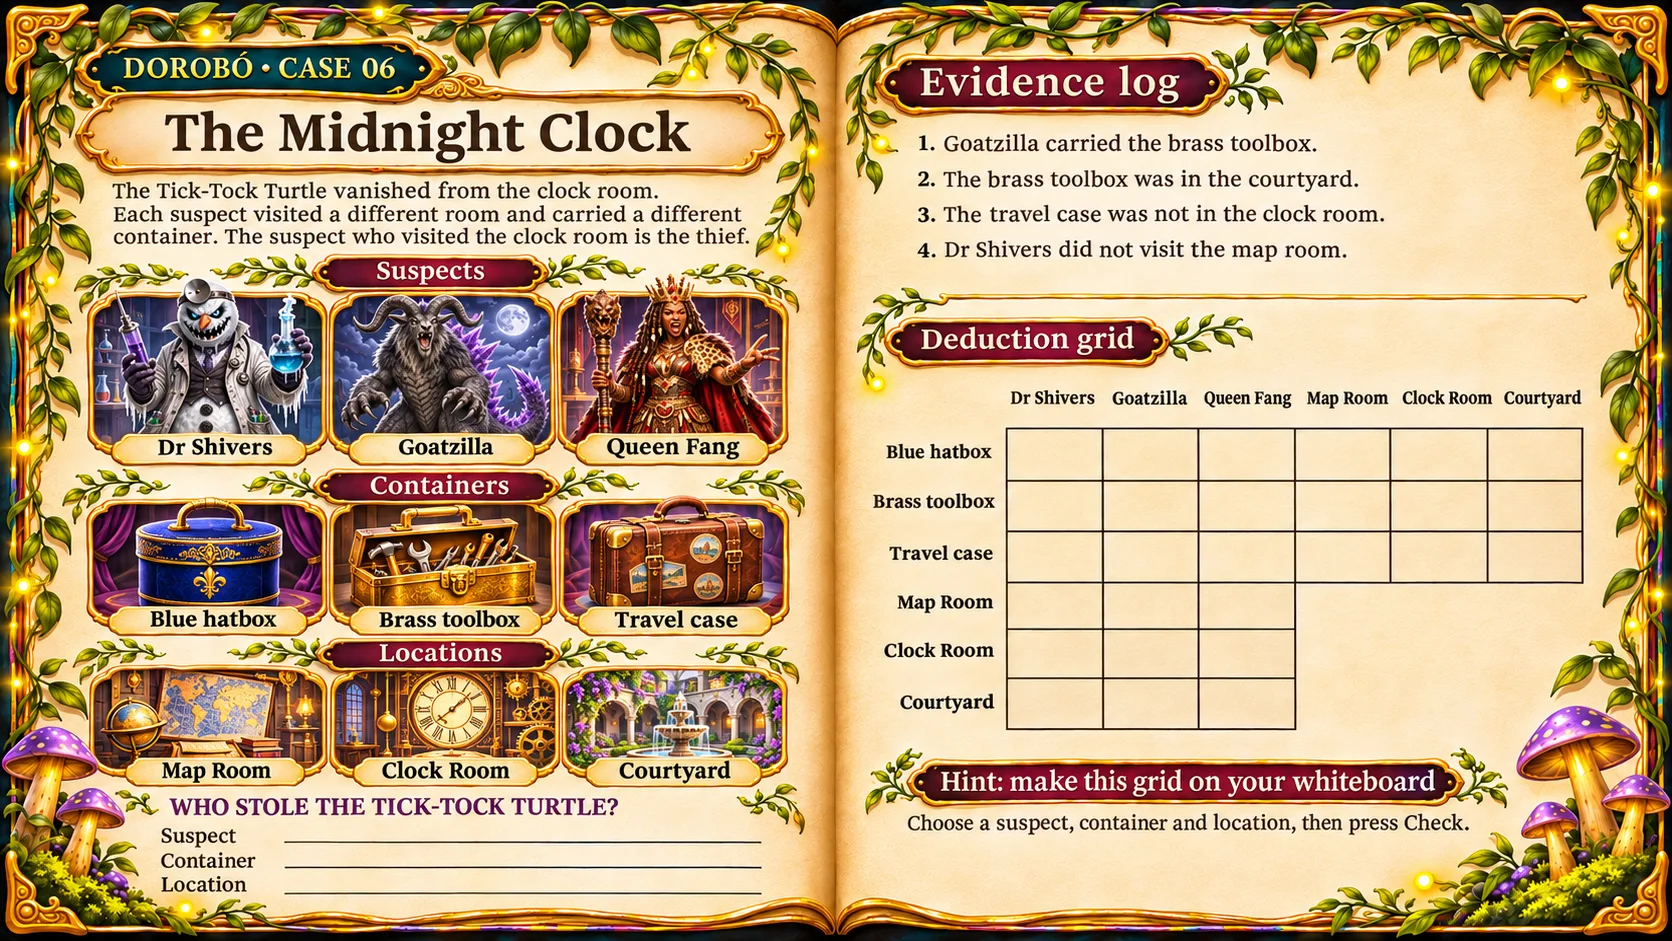 DOROBÓ • CASE 06
The Midnight Clock
The Tick-Tock Turtle vanished from the clock room.
Each suspect visited a different room and carried a different
container. The suspect who visited the clock room is the thief.
Suspects
Dr Shivers
Goatzilla
Queen Fang
Containers
Blue hatbox
Brass toolbox
Travel case
Locations
Map Room
Clock Room
Courtyard
WHO STOLE THE TICK-TOCK TURTLE?
Suspect
Container
Location
Evidence log
1. Goatzilla carried the brass toolbox.
2. The brass toolbox was in the courtyard.
3. The travel case was not in the clock room.
4. Dr Shivers did not visit the map room.
Deduction grid
Dr Shivers Goatzilla Queen Fang Map Room Clock Room Courtyard
Blue hatbox
Brass toolbox
Travel case
Map Room
Clock Room
Courtyard
Hint: make this grid on your whiteboard
Choose a suspect, container and location, then press Check.